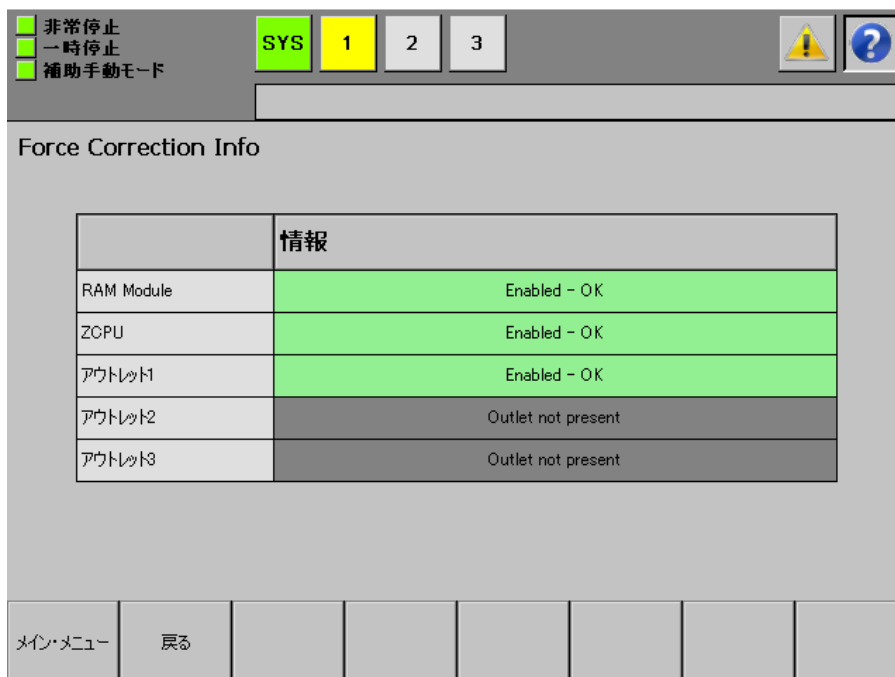 非常停止
一時停止
補助手動モード
SYS 1 2 3
Force Correction Info
情報
RAM Module Enabled - OK
ZCPU Enabled - OK
アウトレット1 Enabled - OK
アウトレット2 Outlet not present
アウトレット3 Outlet not present
メイン・メニュー 戻る